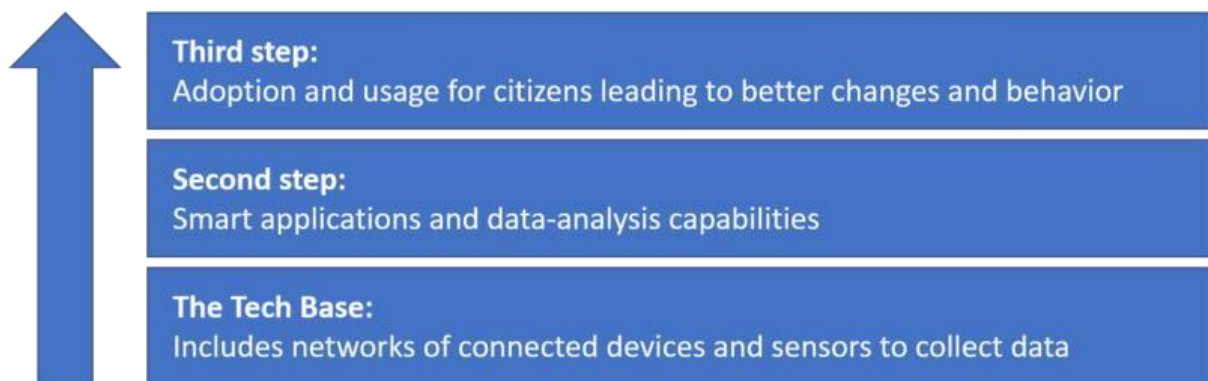 Third step:
Adoption and usage for citizens leading to better changes and behavior
Second step:
Smart applications and data-analysis capabilities
The Tech Base:
Includes networks of connected devices and sensors to collect data